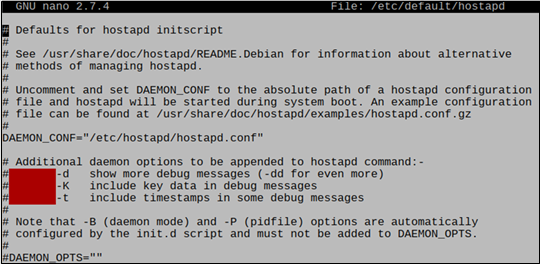 GNU nano 2.7.4 File: /etc/default/hostapd
# Defaults for hostapd initscript
#
# See /usr/share/doc/hostapd/README.Debian for information about alternative
# methods of managing hostapd.
#
# Uncomment and set DAEMON_CONF to the absolute path of a hostapd configuration
# file and hostapd will be started during system boot. An example configuration
# file can be found at /usr/share/doc/hostapd/examples/hostapd.conf.gz
#
DAEMON_CONF="/etc/hostapd/hostapd.conf"
# Additional daemon options to be appended to hostapd command:-
# -d show more debug messages (-dd for even more)
# -K include key data in debug messages
# -t include timestamps in some debug messages
#
# Note that -B (daemon mode) and -P (pidfile) options are automatically
# configured by the init.d script and must not be added to DAEMON_OPTS.
#
#DAEMON_OPTS=""